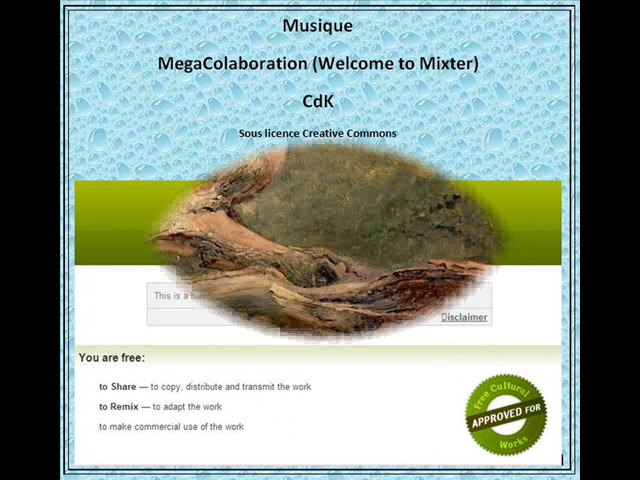 Musique
MegaColaboration (Welcome to Mixter)
CdK
Sous licence Creative Commons
This is a
Disclaimer
You are free:
to Share — to copy, distribute and transmit the work
to Remix — to adapt the work
to make commercial use of the work
Free Cultural
APPROVED FOR
Works